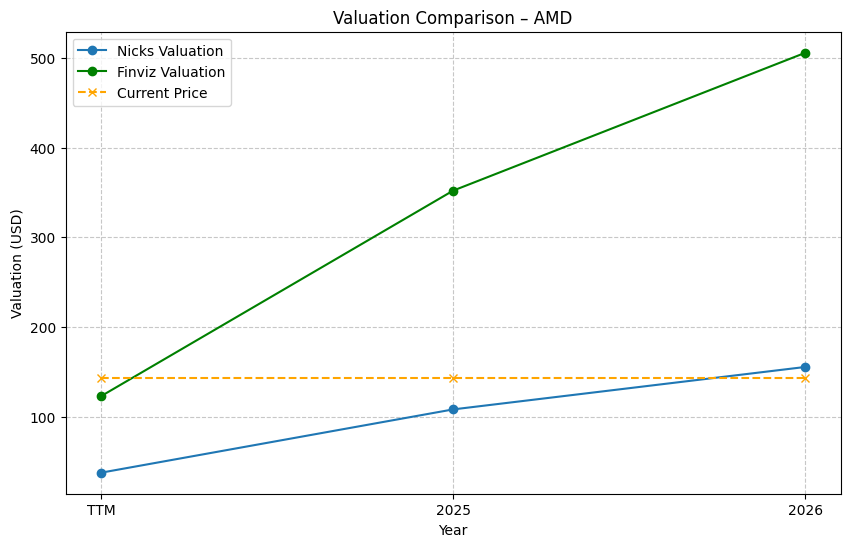 Valuation Comparison – AMD
Nicks Valuation
Finviz Valuation
Current Price
Valuation (USD)
500
400
300
200
100
TTM
2025
2026
Year